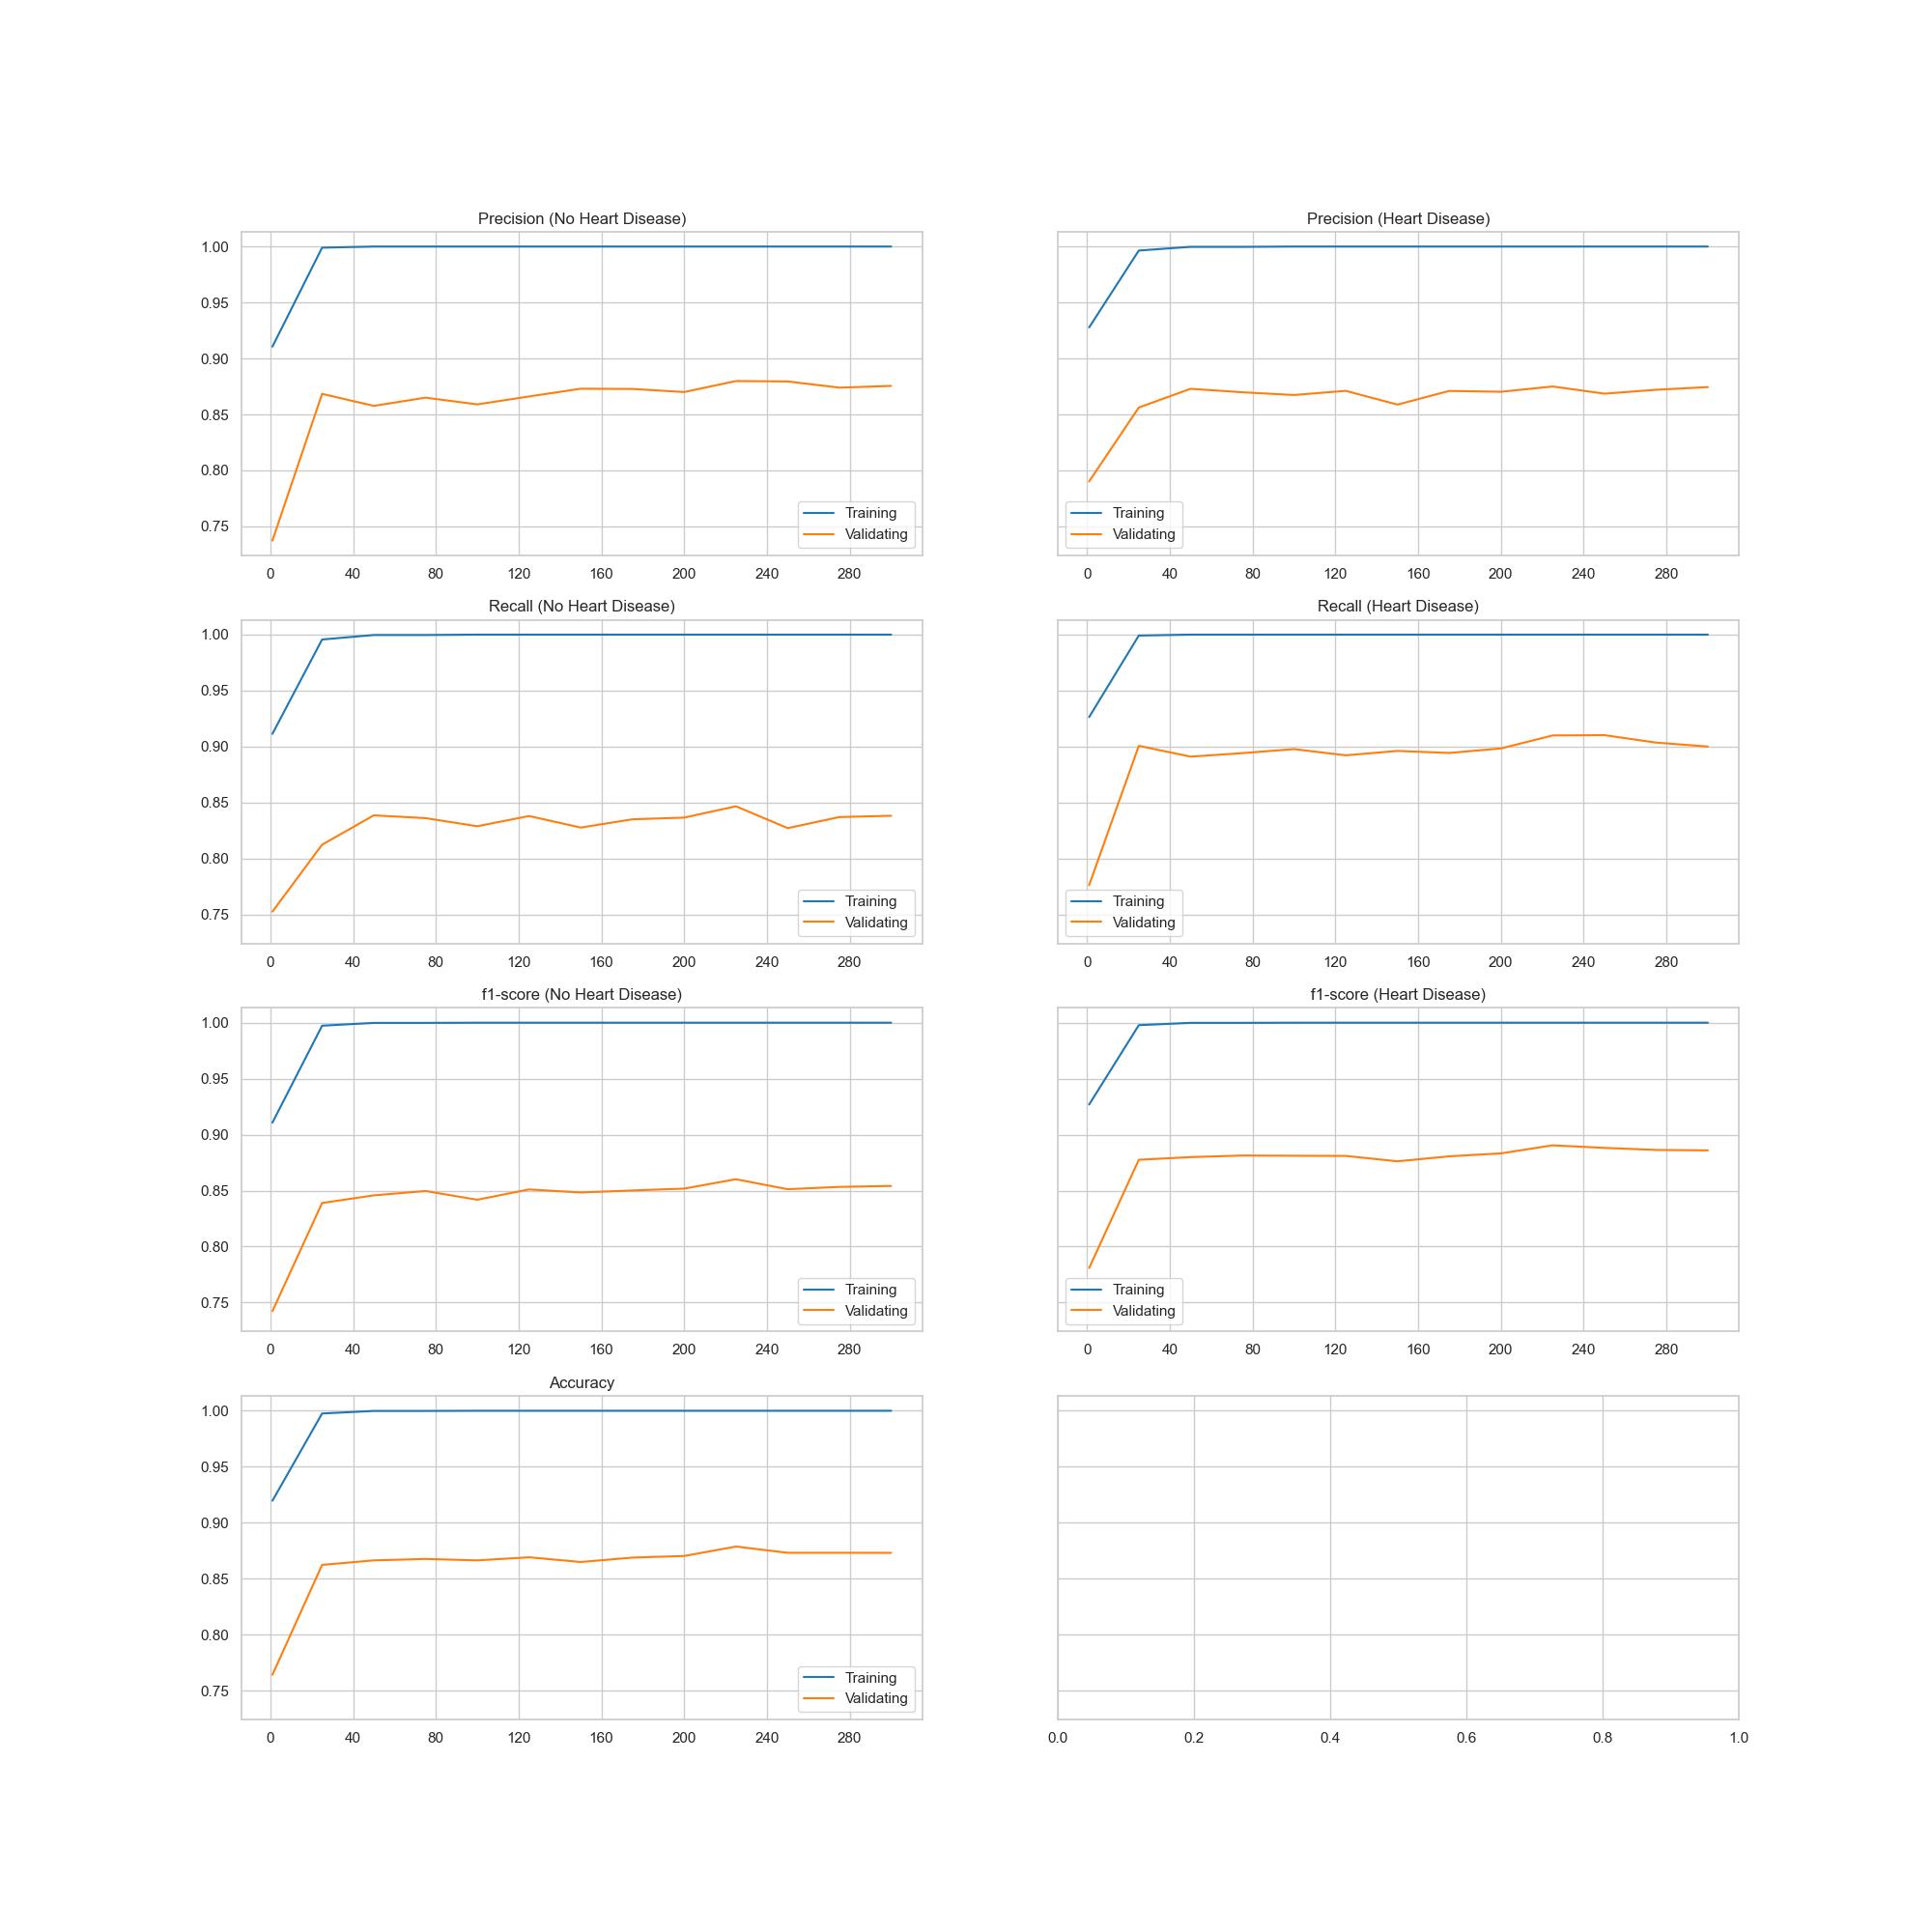 Precision (No Heart Disease)
1.00
0.95
0.90
0.85
0.80
0.75
Training
Validating
0 40 80 120 160 200 240 280
Precision (Heart Disease)
Training
Validating
0 40 80 120 160 200 240 280
Recall (No Heart Disease)
1.00
0.95
0.90
0.85
0.80
0.75
Training
Validating
0 40 80 120 160 200 240 280
Recall (Heart Disease)
Training
Validating
0 40 80 120 160 200 240 280
f1-score (No Heart Disease)
1.00
0.95
0.90
0.85
0.80
0.75
Training
Validating
0 40 80 120 160 200 240 280
f1-score (Heart Disease)
Training
Validating
0 40 80 120 160 200 240 280
Accuracy
1.00
0.95
0.90
0.85
0.80
0.75
Training
Validating
0 40 80 120 160 200 240 280
0.0 0.2 0.4 0.6 0.8 1.0